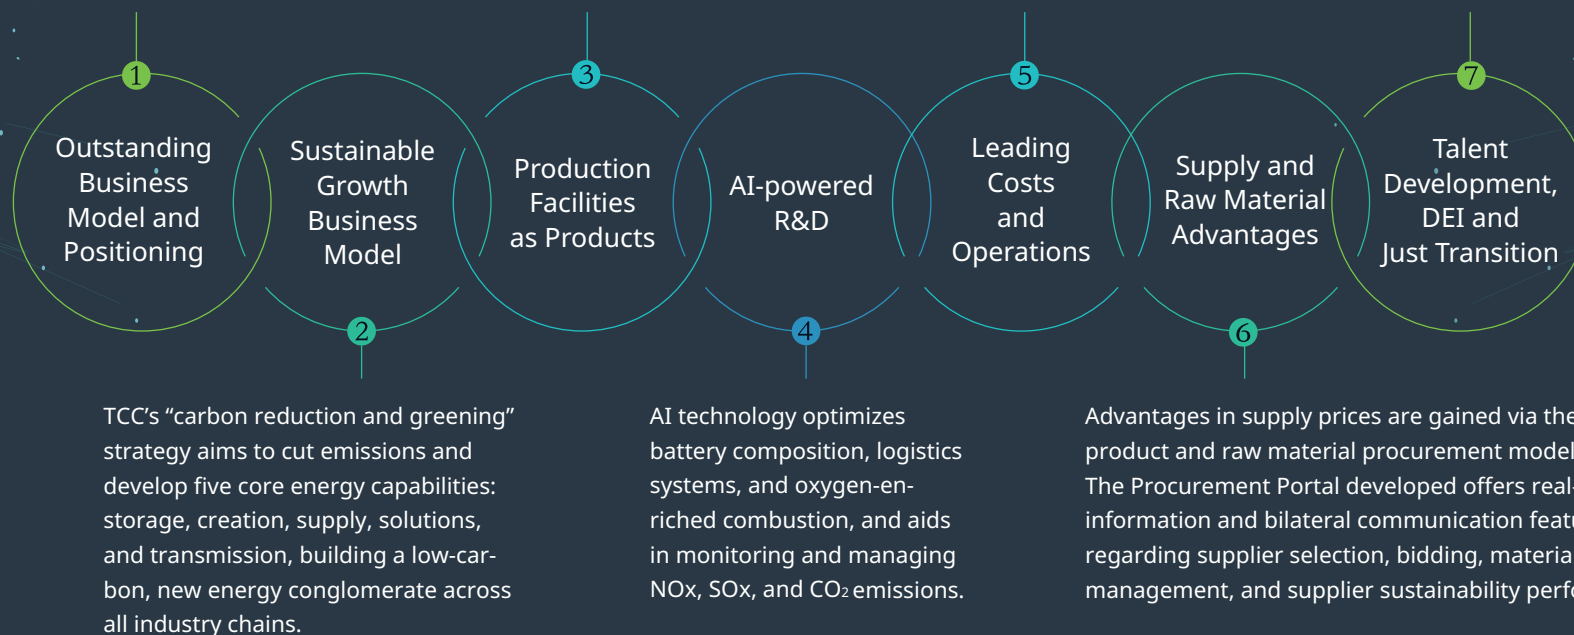 1
Outstanding
Business
Model and
Positioning
2
Sustainable
Growth
Business
Model
3
Production
Facilities
as Products
4
AI-powered
R&D
5
Leading
Costs
and
Operations
6
Supply and
Raw Material
Advantages
7
Talent
Development,
DEI and
Just Transition
TCC’s “carbon reduction and greening”
strategy aims to cut emissions and
develop five core energy capabilities:
storage, creation, supply, solutions,
and transmission, building a low-car-
bon, new energy conglomerate across
all industry chains.
AI technology optimizes
battery composition, logistics
systems, and oxygen-en-
riched combustion, and aids
in monitoring and managing
NOx, SOx, and CO₂ emissions.
Advantages in supply prices are gained via the
product and raw material procurement model
The Procurement Portal developed offers real-
information and bilateral communication
regarding supplier selection, bidding,
management, and supplier sustainability